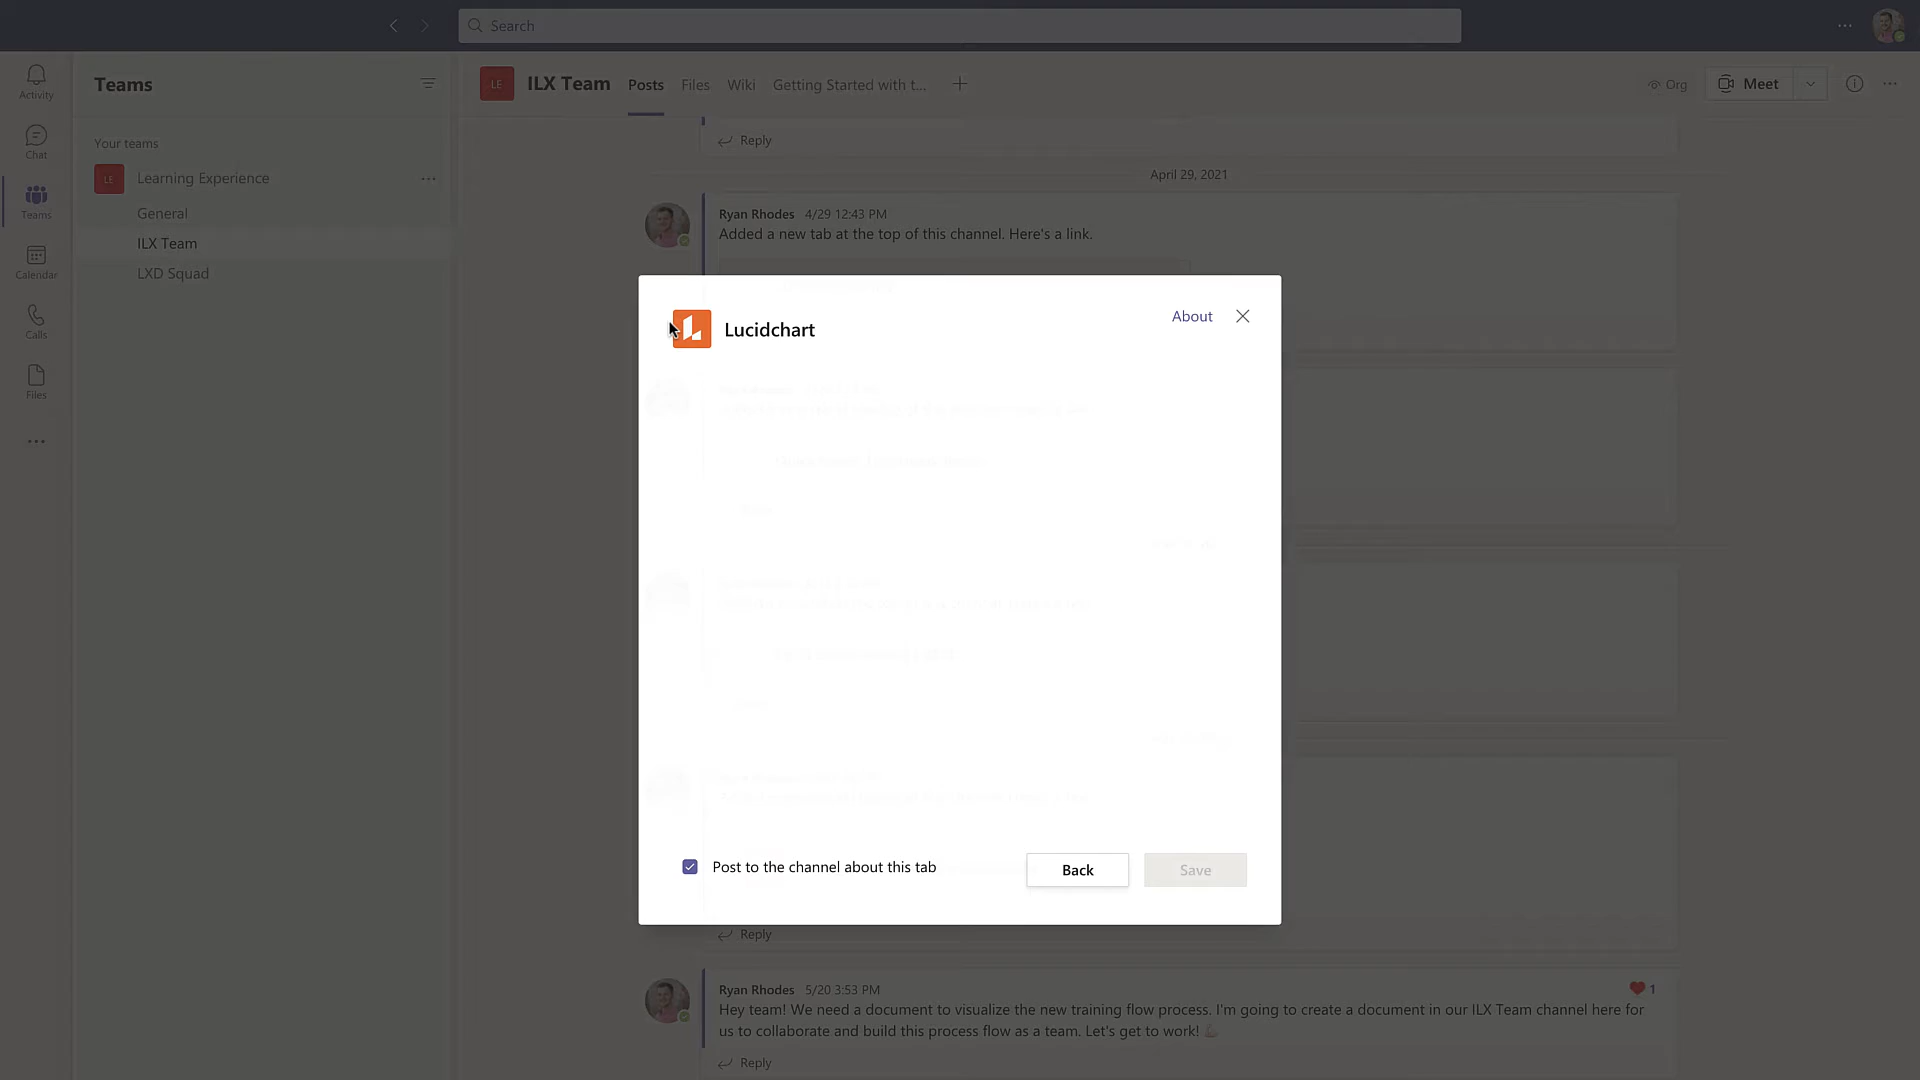 Search
Activity
Chat
Teams
Calendar
Calls
Files
Teams
Your teams
LE
Learning Experience
General
ILX Team
LXD Squad
LE
ILX Team
Posts
Files
Wiki
Getting Started with t...
Org
Meet
Reply
April 29, 2021
Ryan Rhodes 4/29 12:43 PM
Added a new tab at the top of this channel. Here's a link.
Lucidchart
About
Post to the channel about this tab
Back
Save
Reply
Ryan Rhodes 5/20 3:53 PM
1
Hey team! We need a document to visualize the new training flow process. I'm going to create a document in our ILX Team channel here for
us to collaborate and build this process flow as a team. Let's get to work!
Reply